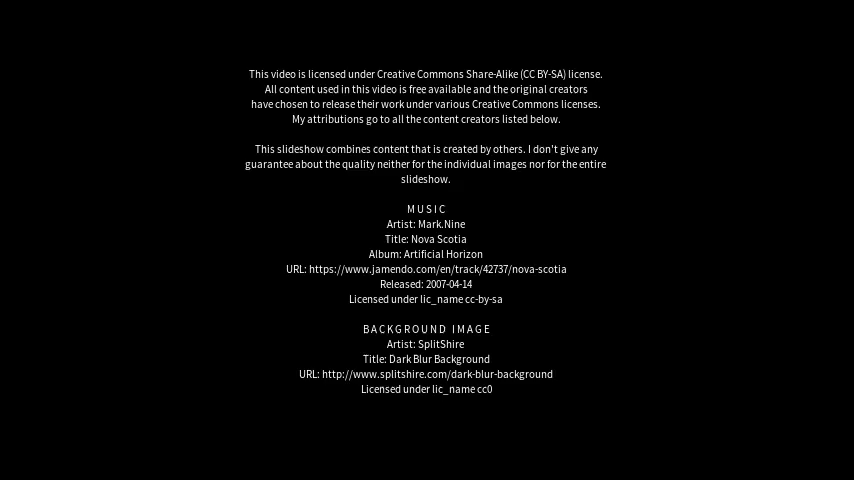 This video is licensed under Creative Commons Share-Alike (CC BY-SA) license.
All content used in this video is free available and the original creators
have chosen to release their work under various Creative Commons licenses.
My attributions go to all the content creators listed below.
This slideshow combines content that is created by others. I don't give any
guarantee about the quality neither for the individual images nor for the entire
slideshow.
MUSIC
Artist: Mark.Nine
Title: Nova Scotia
Album: Artificial Horizon
URL: https://www.jamendo.com/en/track/42737/nova-scotia
Released: 2007-04-14
Licensed under lic_name cc-by-sa
BACKGROUND IMAGE
Artist: SplitShire
Title: Dark Blur Background
URL: http://www.splitshire.com/dark-blur-background
Licensed under lic_name cc0